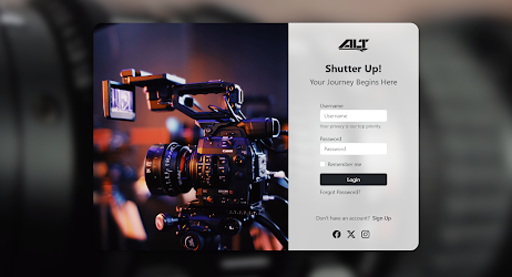 ALT
Shutter Up!
Your Journey Begins Here
Username
Username
Your privacy is our top priority.
Password
Password
Remember me
Login
Forgot Password?
Don't have an account? Sign Up
Canon